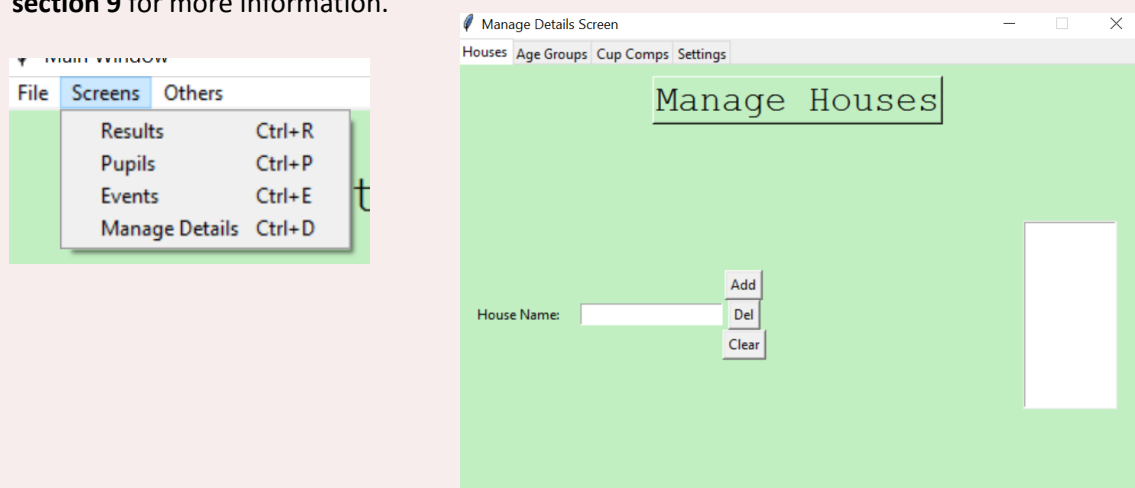 section 9 for more information.
Main Window
File Screens Others
Results Ctrl+R
Pupils Ctrl+P
Events Ctrl+E
Manage Details Ctrl+D
t
Manage Details Screen
Houses Age Groups Cup Comps Settings
Manage Houses
Add
House Name: Del
Clear